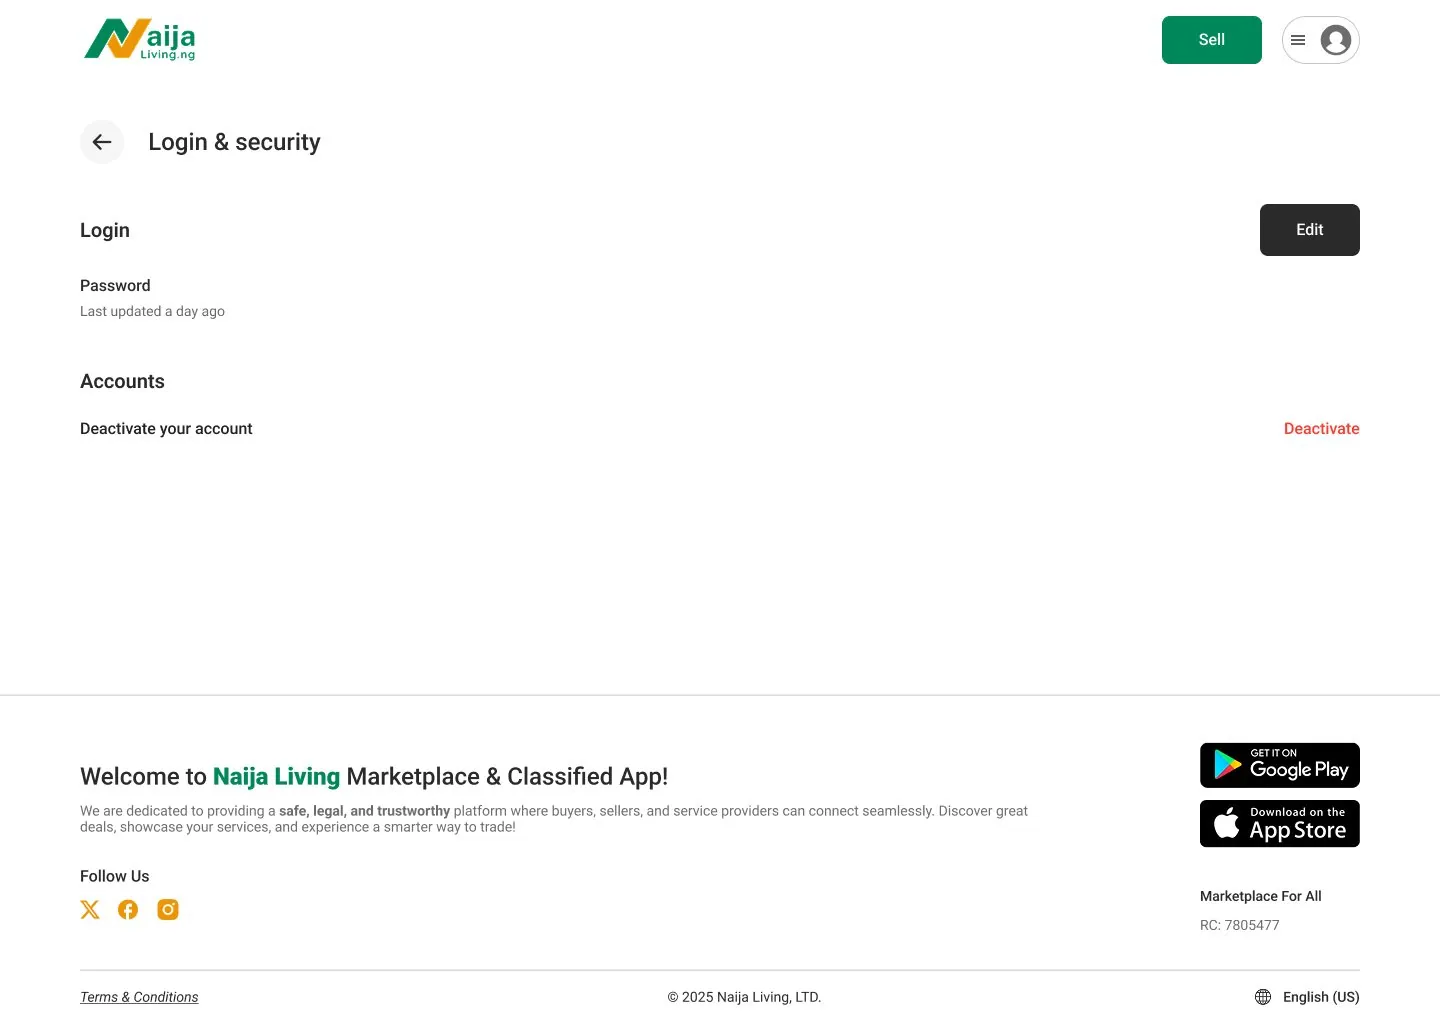 Naija
Living.ng
Sell
Login & security
Login
Edit
Password
Last updated a day ago
Accounts
Deactivate your account
Deactivate
Welcome to Naija Living Marketplace & Classified App!
We are dedicated to providing a safe, legal, and trustworthy platform where buyers, sellers, and service providers can connect seamlessly. Discover great
deals, showcase your services, and experience a smarter way to trade!
Follow Us
GET IT ON
Google Play
Download on the
App Store
Marketplace For All
RC: 7805477
Terms & Conditions
© 2025 Naija Living, LTD.
English (US)